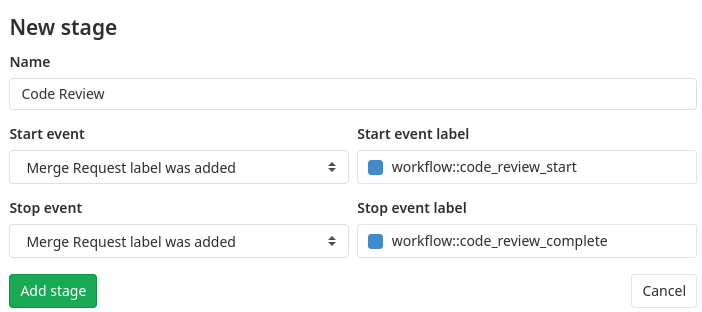 New stage
Name
Code Review
Start event
Start event label
Merge Request label was added
workflow::code_review_start
Stop event
Stop event label
Merge Request label was added
workflow::code_review_complete
Add stage
Cancel